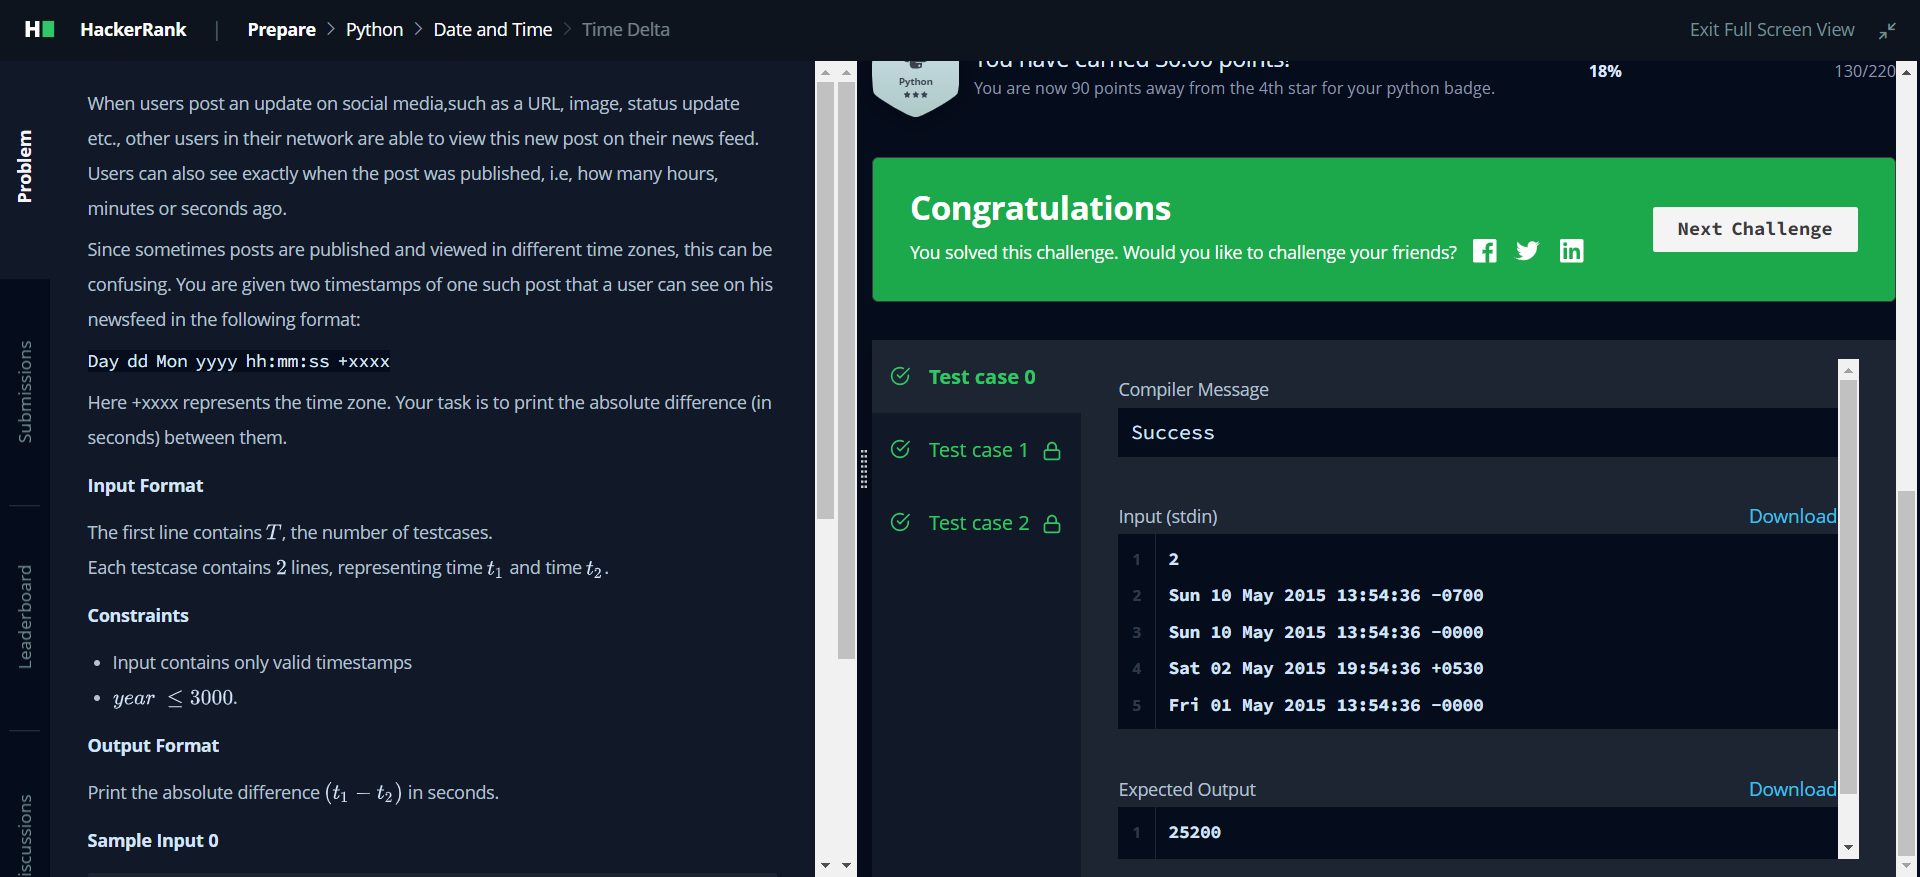 HackerRank | Prepare > Python > Date and Time > Time Delta
Exit Full Screen View
Problem
Submissions
Leaderboard
When users post an update on social media,such as a URL, image, status update
etc., other users in their network are able to view this new post on their news feed.
Users can also see exactly when the post was published, i.e, how many hours,
minutes or seconds ago.
Since sometimes posts are published and viewed in different time zones, this can be
confusing. You are given two timestamps of one such post that a user can see on his
newsfeed in the following format:
Day dd Mon yyyy hh:mm:ss +xxxx
Here +xxxx represents the time zone. Your task is to print the absolute difference (in
seconds) between them.
Input Format
The first line contains T, the number of testcases.
Each testcase contains 2 lines, representing time t₁ and time t₂.
Constraints
• Input contains only valid timestamps
• year ≤ 3000.
Output Format
Print the absolute difference (t₁ − t₂) in seconds.
Sample Input 0
Python
You have earned 30.00 points!
You are now 90 points away from the 4th star for your python badge.
18%
130/220
Congratulations
You solved this challenge. Would you like to challenge your friends?
Next Challenge
Test case 0
Test case 1
Test case 2
Compiler Message
Success
Input (stdin)
Download
1 2
2 Sun 10 May 2015 13:54:36 -0700
3 Sun 10 May 2015 13:54:36 -0000
4 Sat 02 May 2015 19:54:36 +0530
5 Fri 01 May 2015 13:54:36 -0000
Expected Output
Download
1 25200